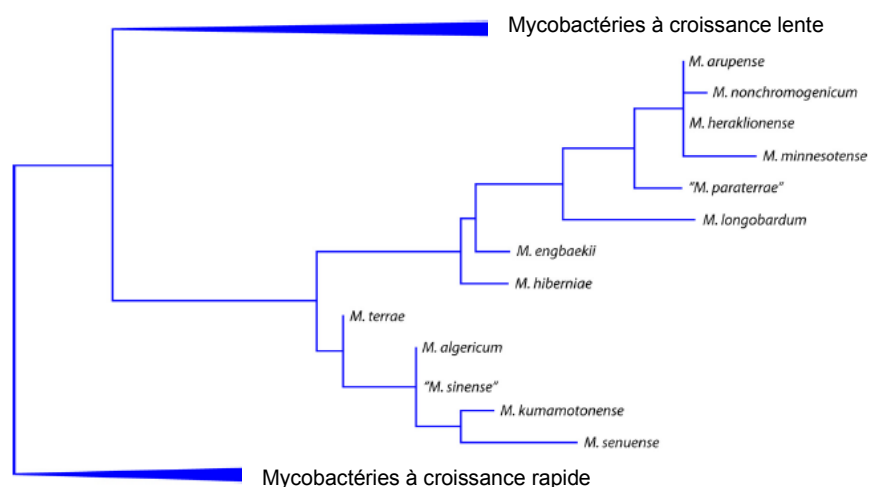 Mycobactéries à croissance lente
M. arupense
M. nonchromogenicum
M. heraklionense
M. minnesotense
"M. paraterrae"
M. longobardum
M. engbaekii
M. hiberniae
M. terrae
M. algericum
"M. sinense"
M. kumamotonense
M. senuense
Mycobactéries à croissance rapide